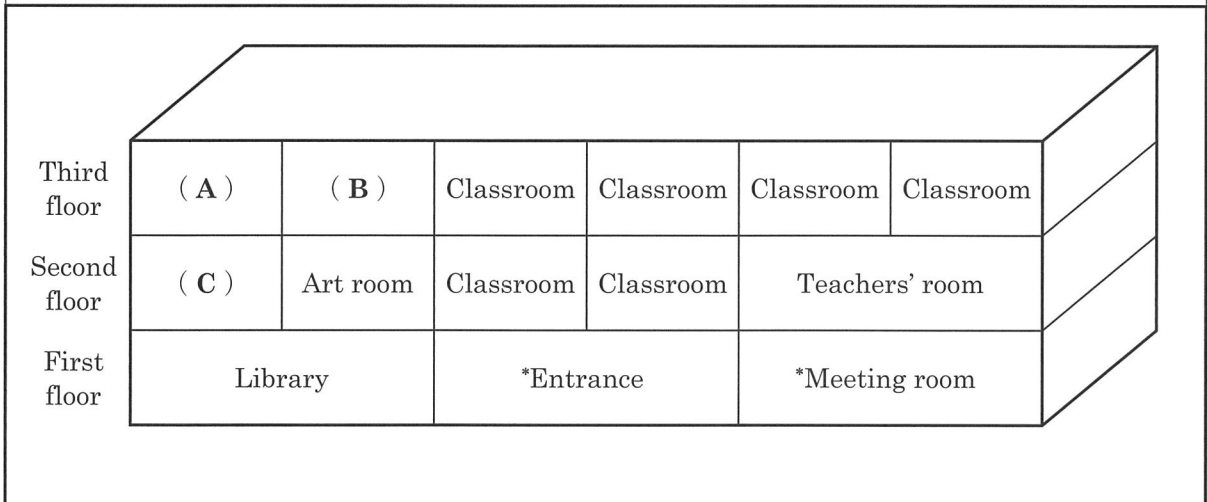 Third
floor
( A )
( B )
Classroom
Classroom
Classroom
Classroom
Second
floor
( C )
Art room
Classroom
Classroom
Teachers’ room
First
floor
Library
*Entrance
*Meeting room